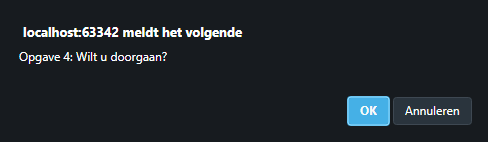 localhost:63342 meldt het volgende
Opgave 4: Wilt u doorgaan?
OK
Annuleren